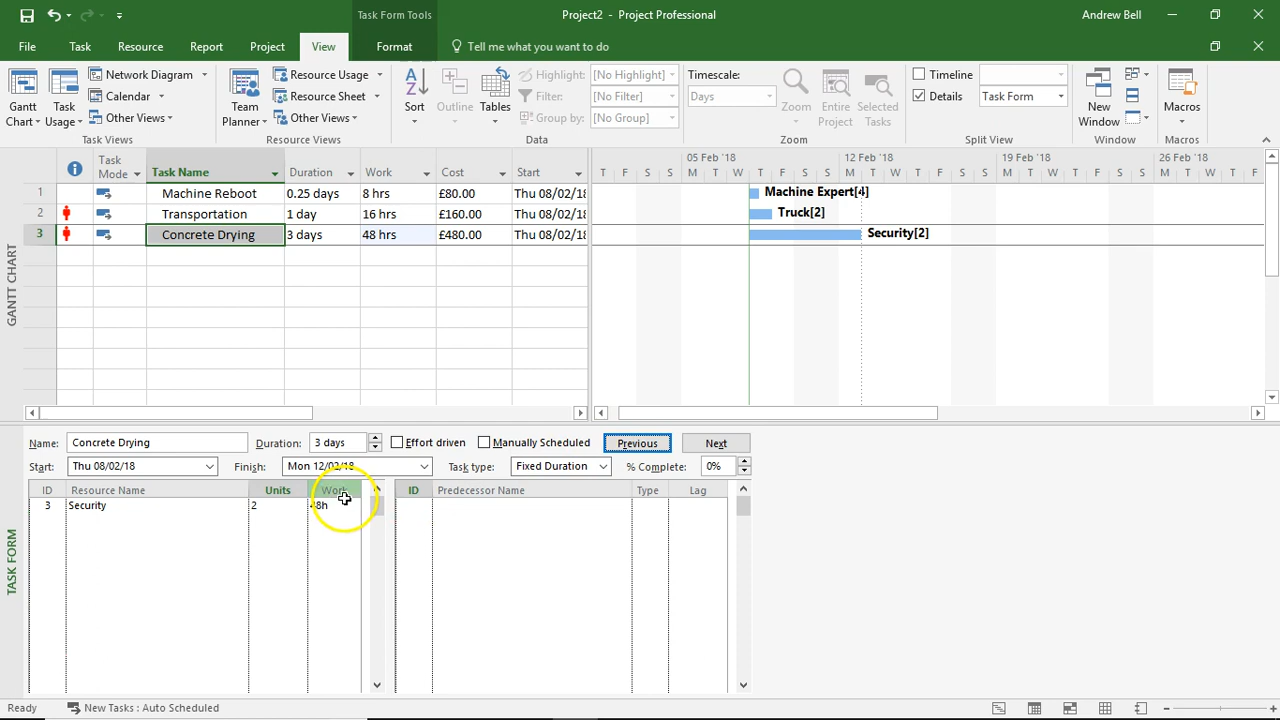 Task Form Tools
Project2 - Project Professional
Andrew Bell
File Task Resource Report Project View Format Tell me what you want to do
Gantt Chart
Task Usage
Network Diagram
Calendar
Other Views
Task Views
Team Planner
Resource Usage
Resource Sheet
Other Views
Resource Views
Sort
Outline
Tables
Highlight: [No Highlight]
Filter: [No Filter]
Group by: [No Group]
Data
Timescale:
Days
Zoom
Entire Project
Selected Tasks
Zoom
Timeline
Details Task Form
Split View
New Window
Window
Macros
Macros
Task Mode Task Name Duration Work Cost Start
05 Feb '18 12 Feb '18 19 Feb '18 26 Feb '18
T F S S M T W T F S S M T W T F S S M T W T F S S M T W T F
1 Machine Reboot 0.25 days 8 hrs £80.00 Thu 08/02/18 Machine Expert[4]
2 Transportation 1 day 16 hrs £160.00 Thu 08/02/18 Truck[2]
3 Concrete Drying 3 days 48 hrs £480.00 Thu 08/02/18 Security[2]
GANTT CHART
Name: Concrete Drying Duration: 3 days Effort driven Manually Scheduled Previous Next
Start: Thu 08/02/18 Finish: Mon 12/02/18 Task type: Fixed Duration % Complete: 0%
ID Resource Name Units Work ID Predecessor Name Type Lag
3 Security 2 48h
TASK FORM
Ready New Tasks : Auto Scheduled